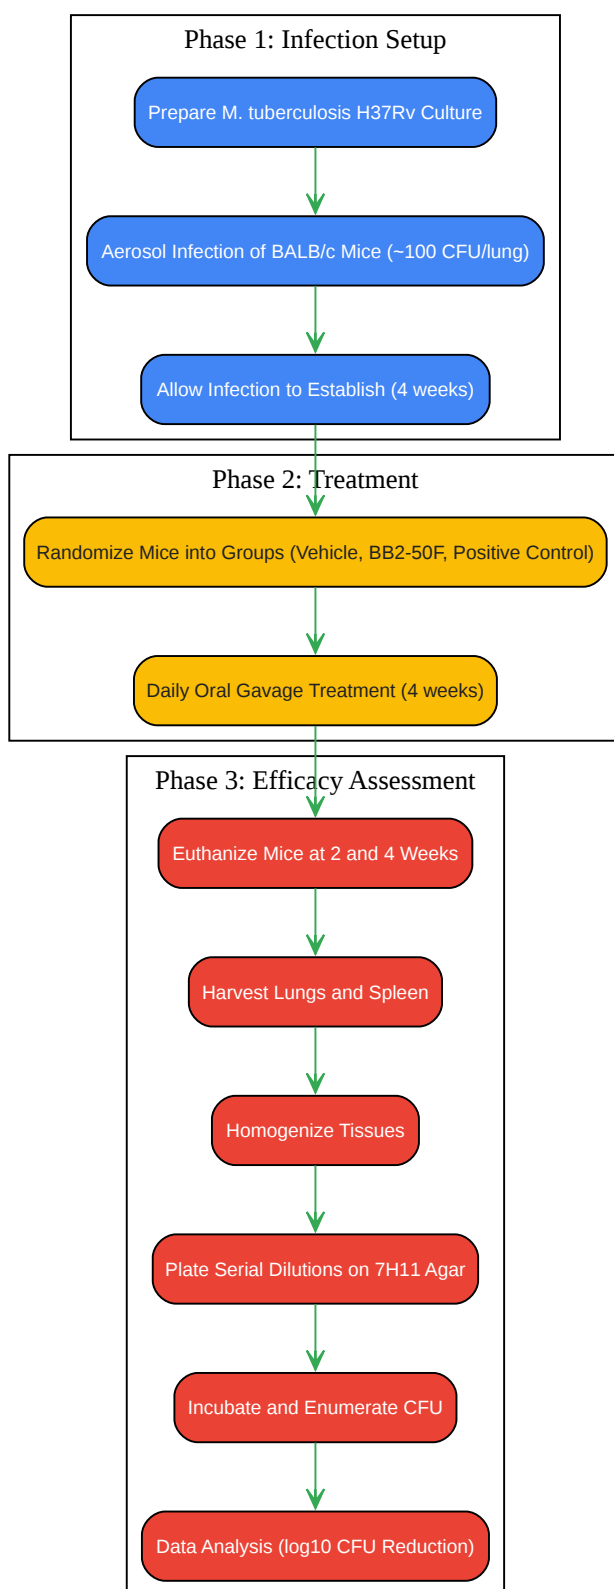 Phase 1: Infection Setup
Prepare M. tuberculosis H37Rv Culture
Aerosol Infection of BALB/c Mice (~100 CFU/lung)
Allow Infection to Establish (4 weeks)
Phase 2: Treatment
Randomize Mice into Groups (Vehicle, BB2-50F, Positive Control)
Daily Oral Gavage Treatment (4 weeks)
Phase 3: Efficacy Assessment
Euthanize Mice at 2 and 4 Weeks
Harvest Lungs and Spleen
Homogenize Tissues
Plate Serial Dilutions on 7H11 Agar
Incubate and Enumerate CFU
Data Analysis (log10 CFU Reduction)